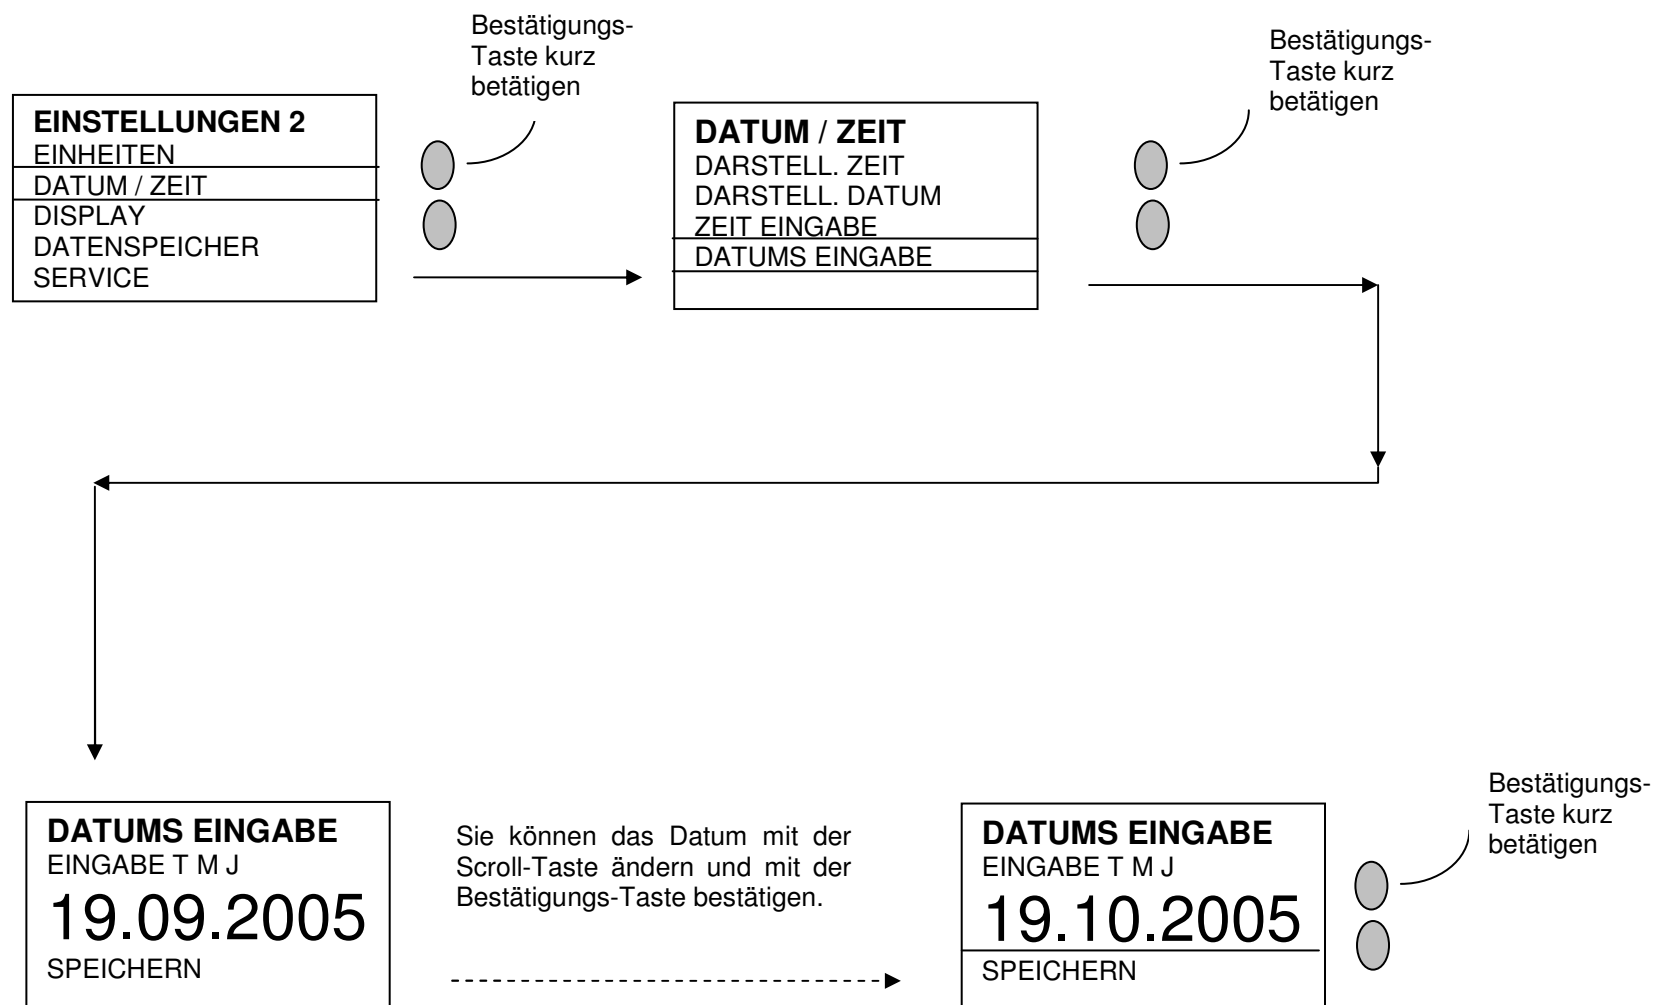 Bestätigungs-
Taste kurz
betätigen
Bestätigungs-
Taste kurz
betätigen
EINSTELLUNGEN 2
EINHEITEN
DATUM / ZEIT
DISPLAY
DATENSPEICHER
SERVICE
DATUM / ZEIT
DARSTELL. ZEIT
DARSTELL. DATUM
ZEIT EINGABE
DATUMS EINGABE
DATUMS EINGABE
EINGABE T M J
19.09.2005
SPEICHERN
Sie können das Datum mit der
Scroll-Taste ändern und mit der
Bestätigungs-Taste bestätigen.
DATUMS EINGABE
EINGABE T M J
19.10.2005
SPEICHERN
Bestätigungs-
Taste kurz
betätigen